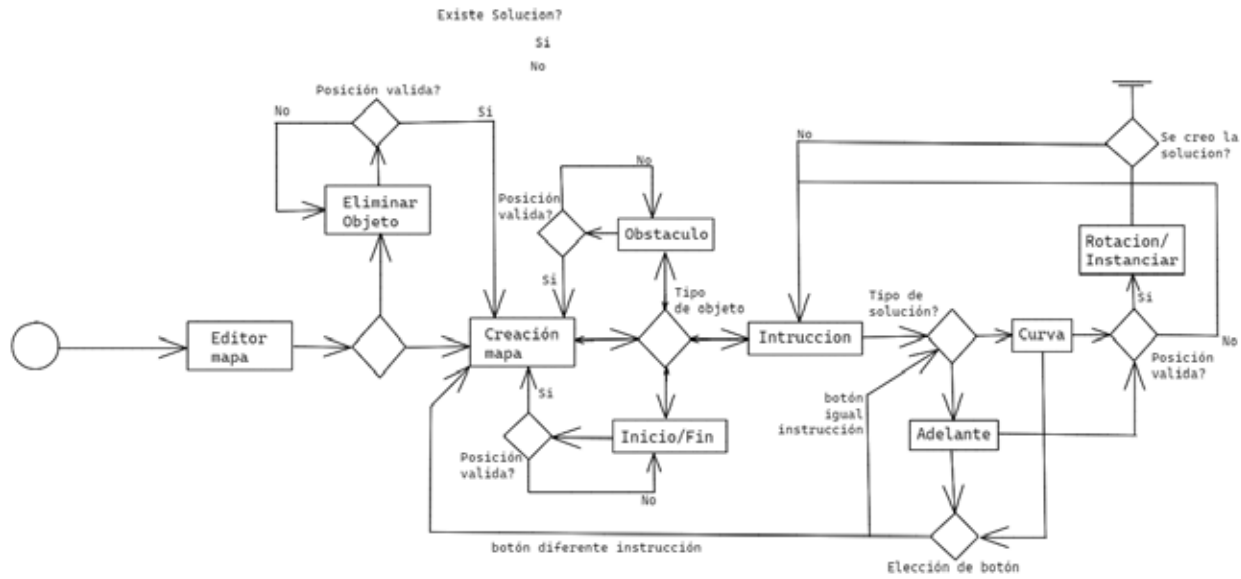 Existe Solucion?
Si
No
Posición valida?
No
Si
Eliminar
Objeto
Posición
valida?
No
Obstaculo
Si
Tipo
de objeto
Editor
mapa
Creación
mapa
Si
Inicio/Fin
Posición
valida?
No
Intruccion
Tipo de
solución?
Curva
Adelante
botón
igual
instrucción
No
Se creo la
solucion?
Rotacion/
Instanciar
Si
No
Posición
valida?
botón diferente instrucción
Elección de botón